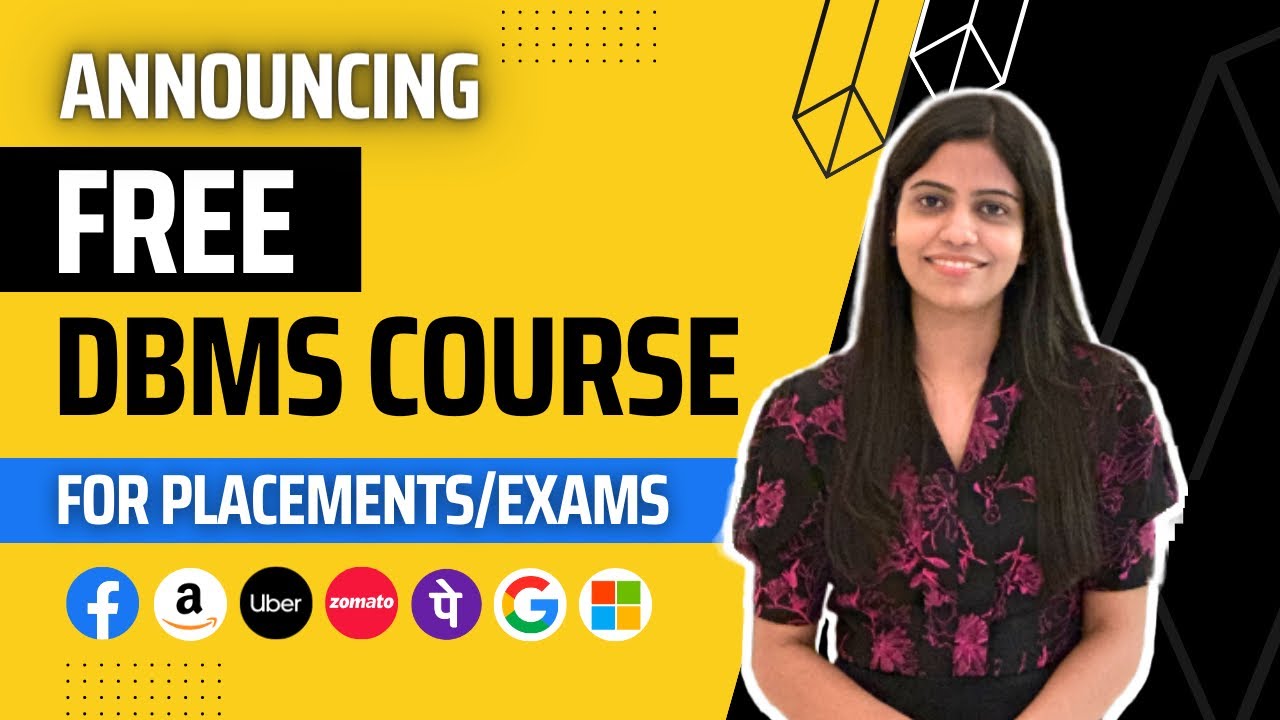 ANNOUNCING
FREE
DBMS COURSE
FOR PLACEMENTS/EXAMS
f a Uber zomato पे G